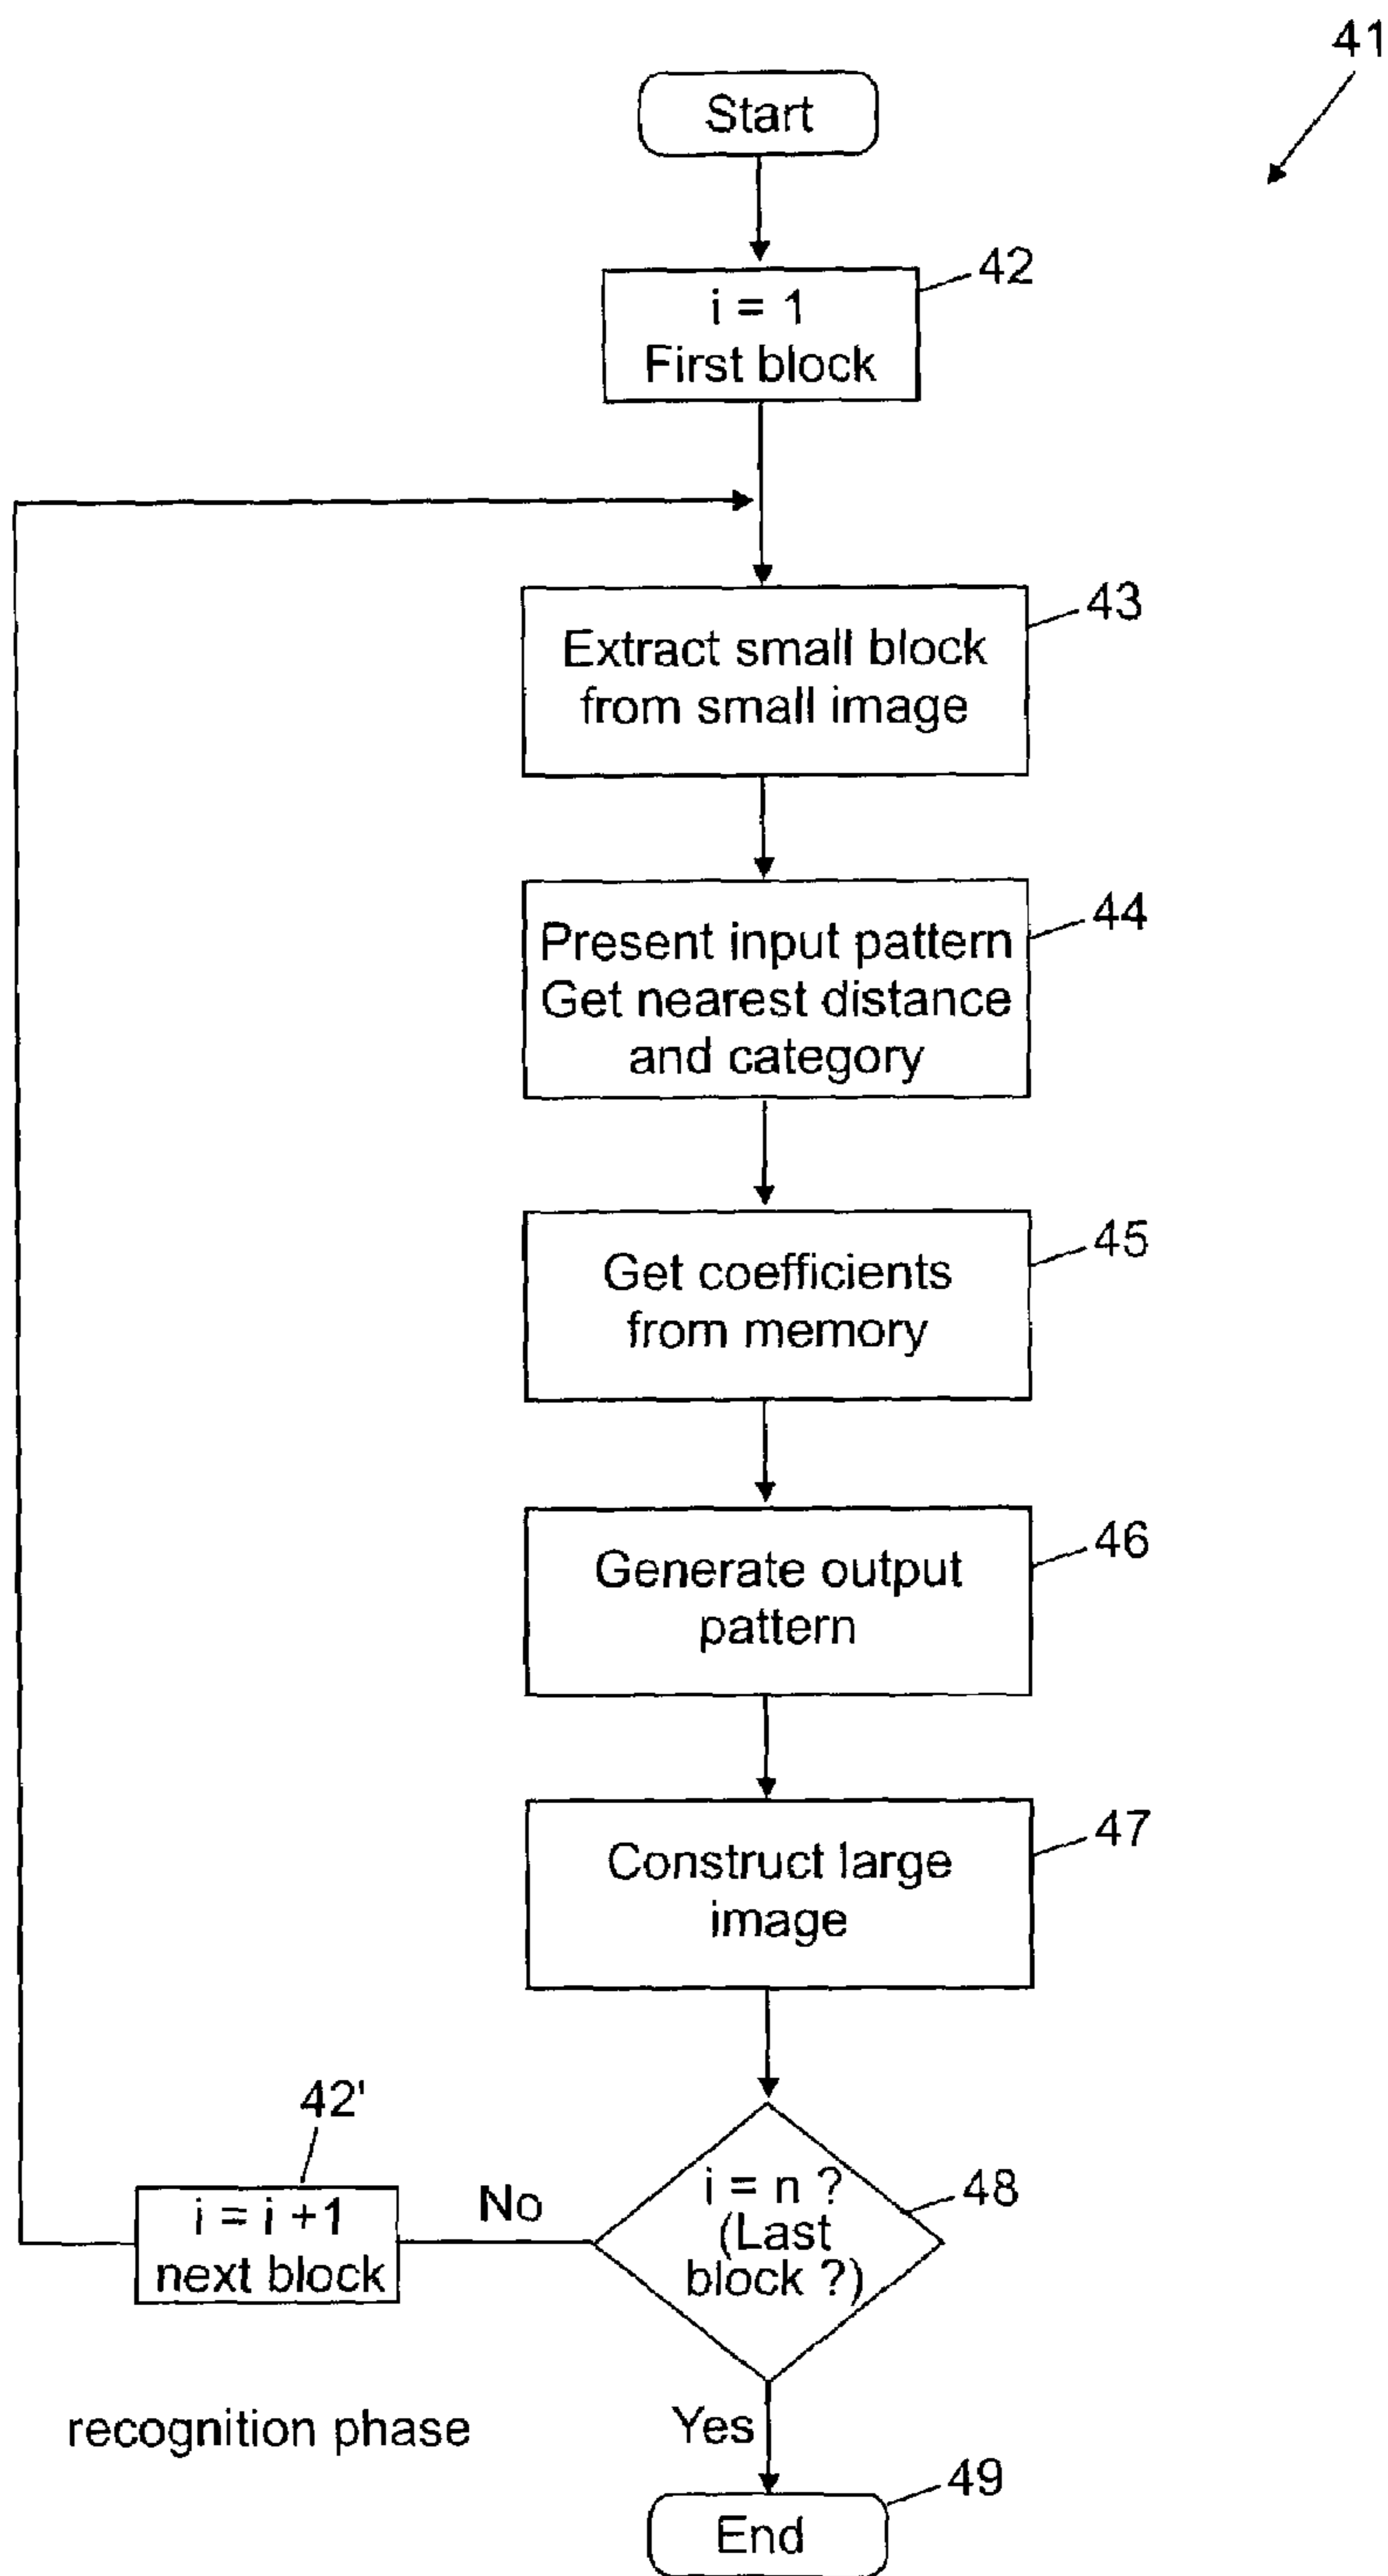 41
Start
42
i = 1
First block
43
Extract small block
from small image
44
Present input pattern
Get nearest distance
and category
45
Get coefficients
from memory
46
Generate output
pattern
47
Construct large
image
42'
i = i +1
next block
No
48
i = n ?
(Last
block ?)
recognition phase
Yes
49
End